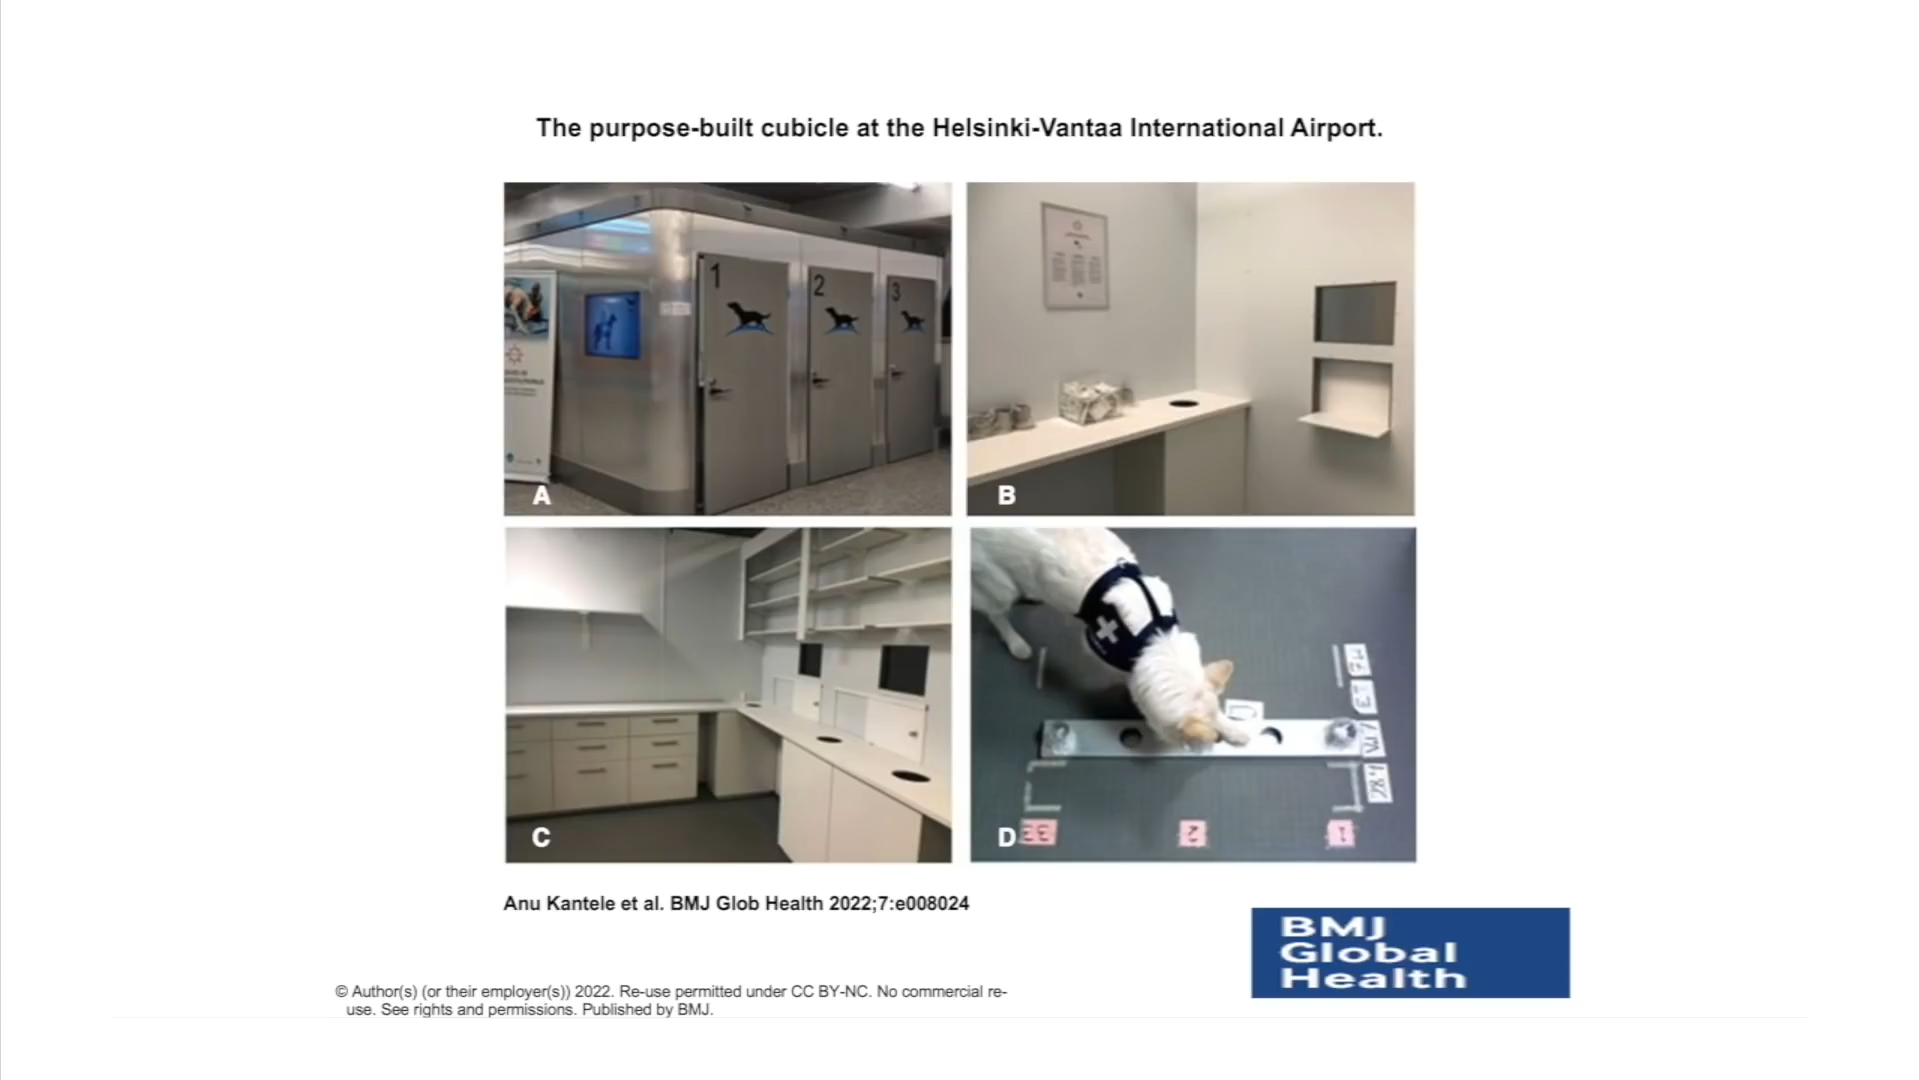 The purpose-built cubicle at the Helsinki-Vantaa International Airport.
1
2
3
A
B
C
D
2
1
Anu Kantele et al. BMJ Glob Health 2022;7:e008024
BMJ
Global
Health
© Author(s) (or their employer(s)) 2022. Re-use permitted under CC BY-NC. No commercial re-
use. See rights and permissions. Published by BMJ.